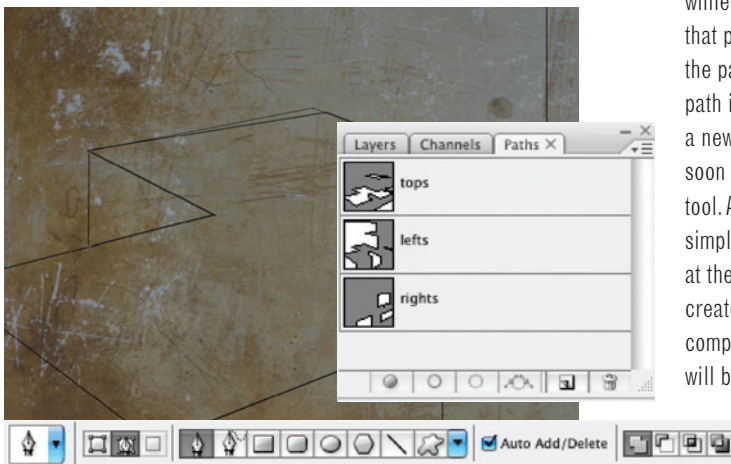 while
that p
the pa
path i
a new
soon
tool. A
simpl
at the
create
comp
will b
Layers Channels Paths
tops
lefts
rights
Auto Add/Delete